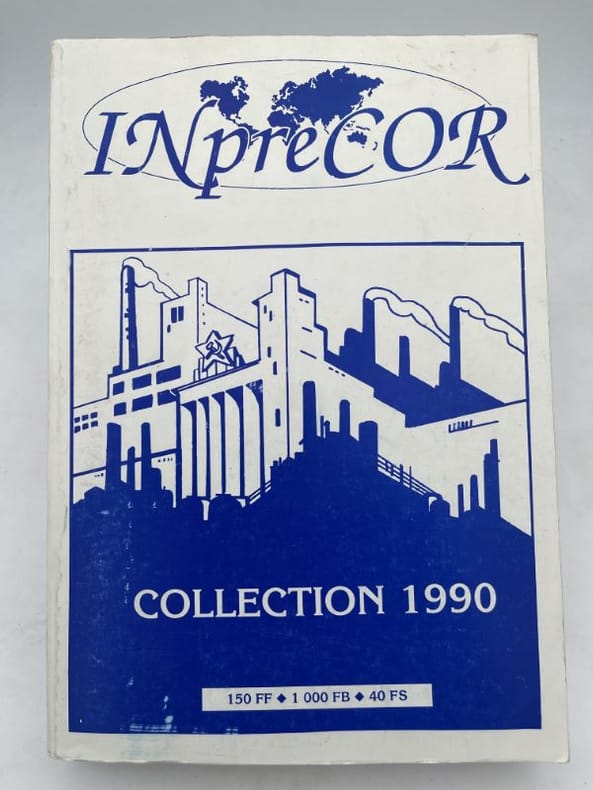 INpreCOR
COLLECTION 1990
150 FF ◆ 1 000 FB ◆ 40 FS